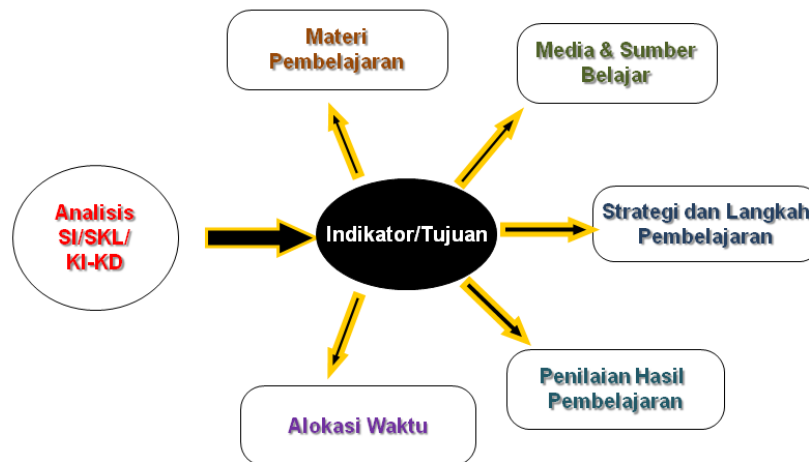 Materi
Pembelajaran
Media & Sumber
Belajar
Analisis
SI/SKL/
KI-KD
Indikator/Tujuan
Strategi dan Langkah
Pembelajaran
Penilaian Hasil
Pembelajaran
Alokasi Waktu